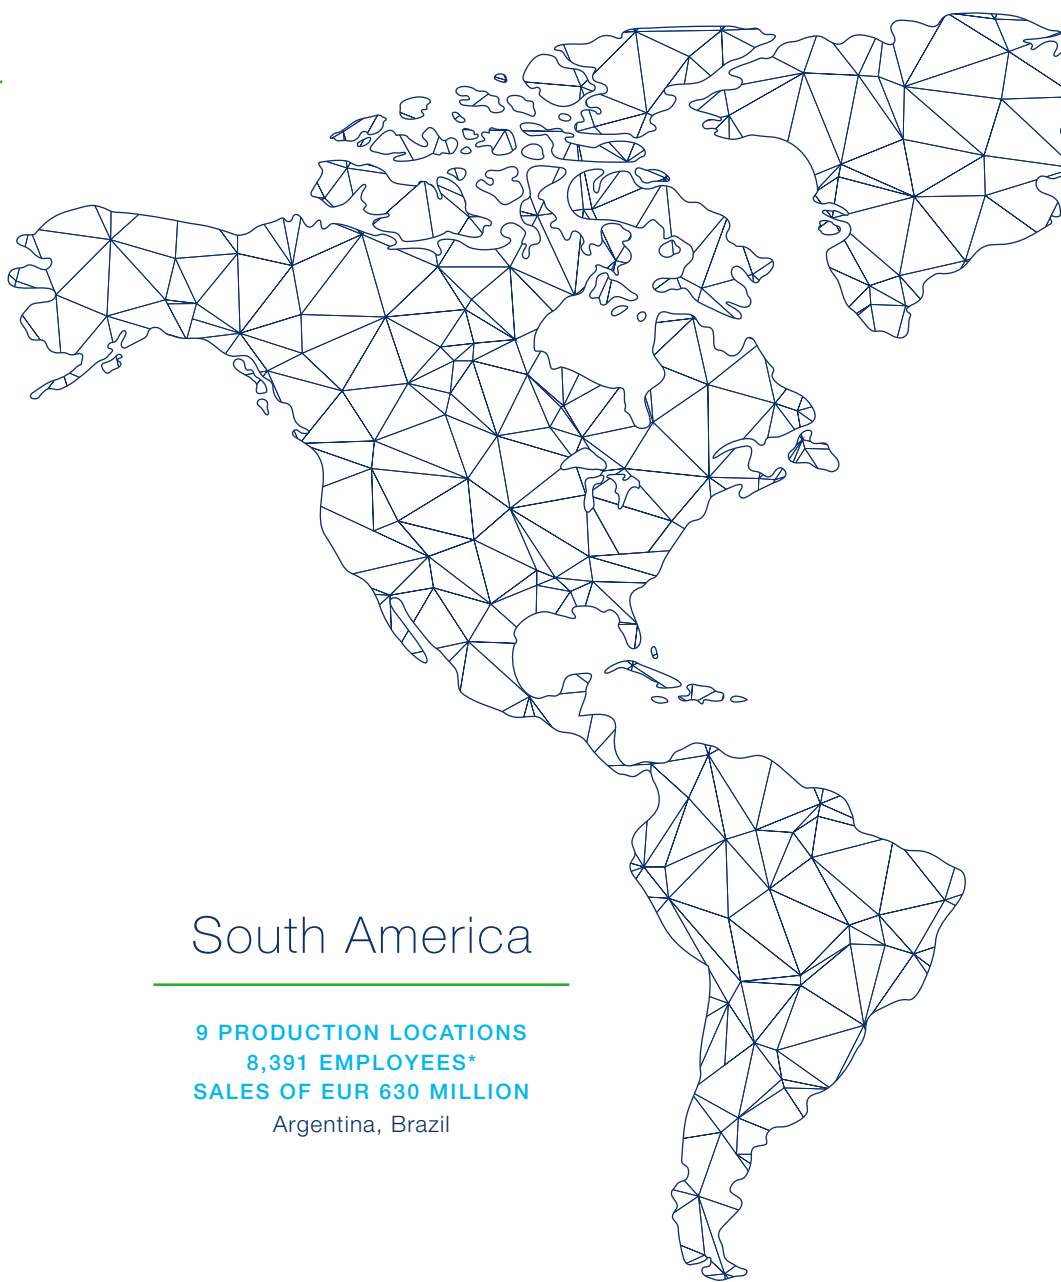 South America
9 PRODUCTION LOCATIONS
8,391 EMPLOYEES*
SALES OF EUR 630 MILLION
Argentina, Brazil